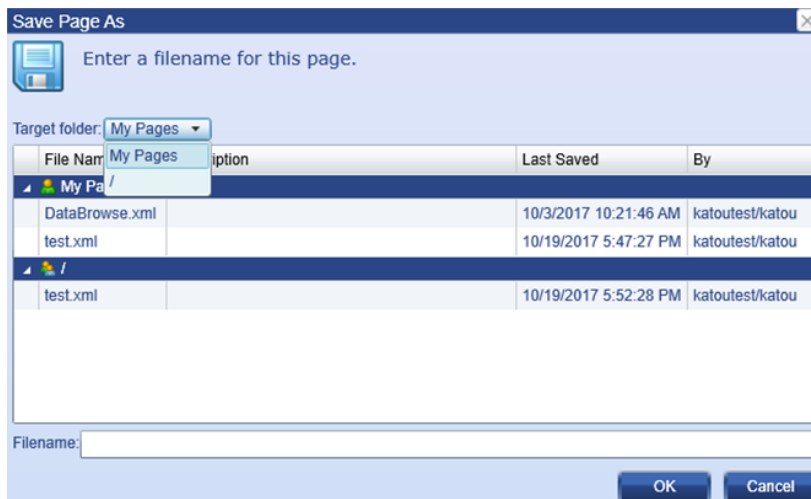 Save Page As
Enter a filename for this page.
Target folder: My Pages
My Pages
/
File Nam iption Last Saved By
My Pa
DataBrowse.xml 10/3/2017 10:21:46 AM katoutest/katou
test.xml 10/19/2017 5:47:27 PM katoutest/katou
/
test.xml 10/19/2017 5:52:28 PM katoutest/katou
Filename:
OK Cancel